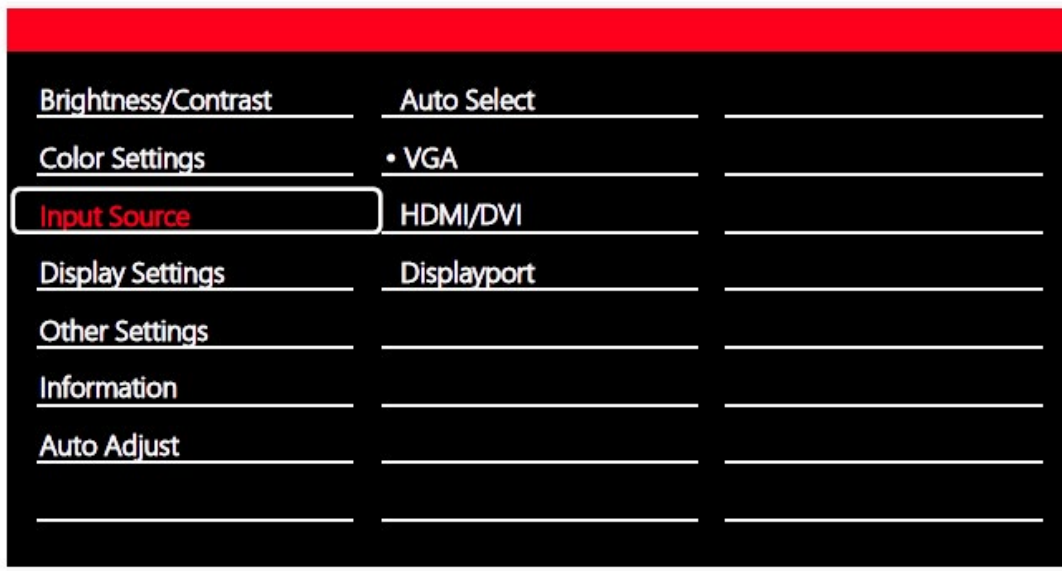 Brightness/Contrast
Auto Select
Color Settings
• VGA
Input Source
HDMI/DVI
Display Settings
Displayport
Other Settings
Information
Auto Adjust